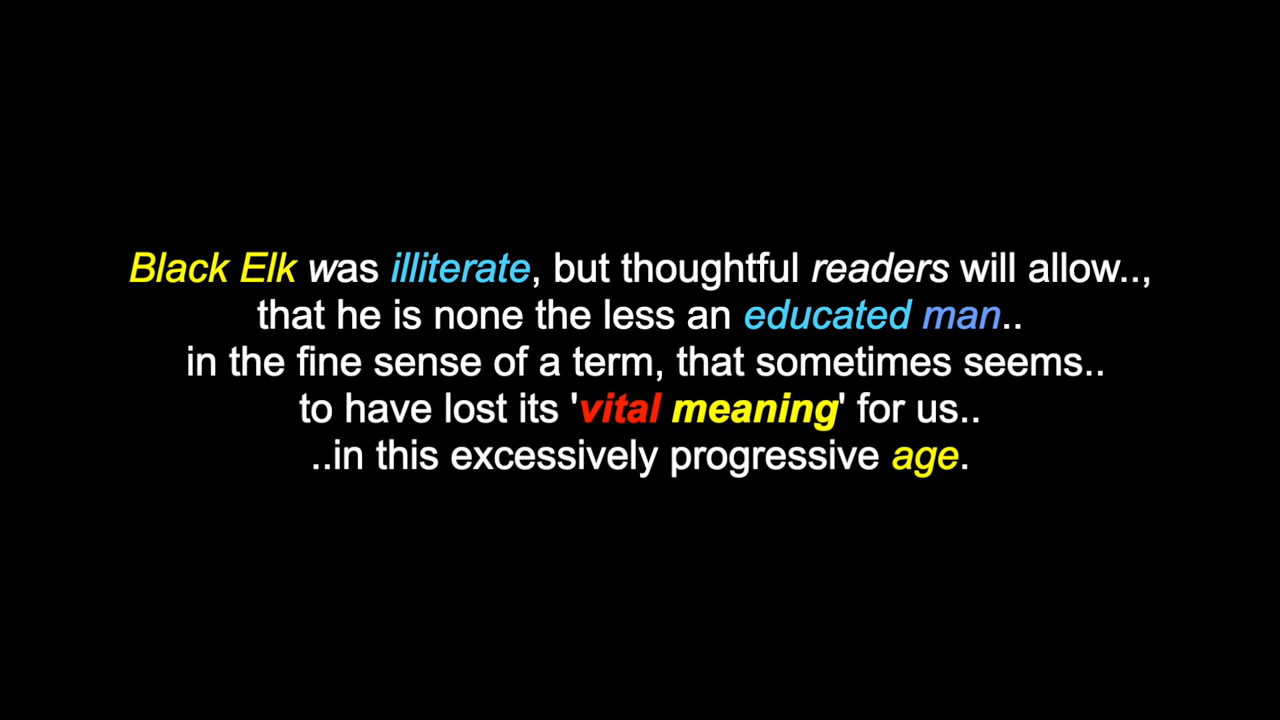 Black Elk was illiterate, but thoughtful readers will allow..,
that he is none the less an educated man..
in the fine sense of a term, that sometimes seems..
to have lost its 'vital meaning' for us..
..in this excessively progressive age.